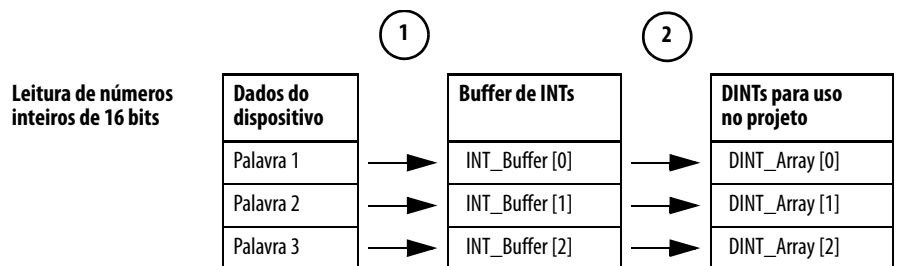 1
2
Leitura de números
inteiros de 16 bits
Dados do
dispositivo
Buffer de INTs
DINTs para uso
no projeto
Palavra 1
INT_Buffer [0]
DINT_Array [0]
Palavra 2
INT_Buffer [1]
DINT_Array [1]
Palavra 3
INT_Buffer [2]
DINT_Array [2]